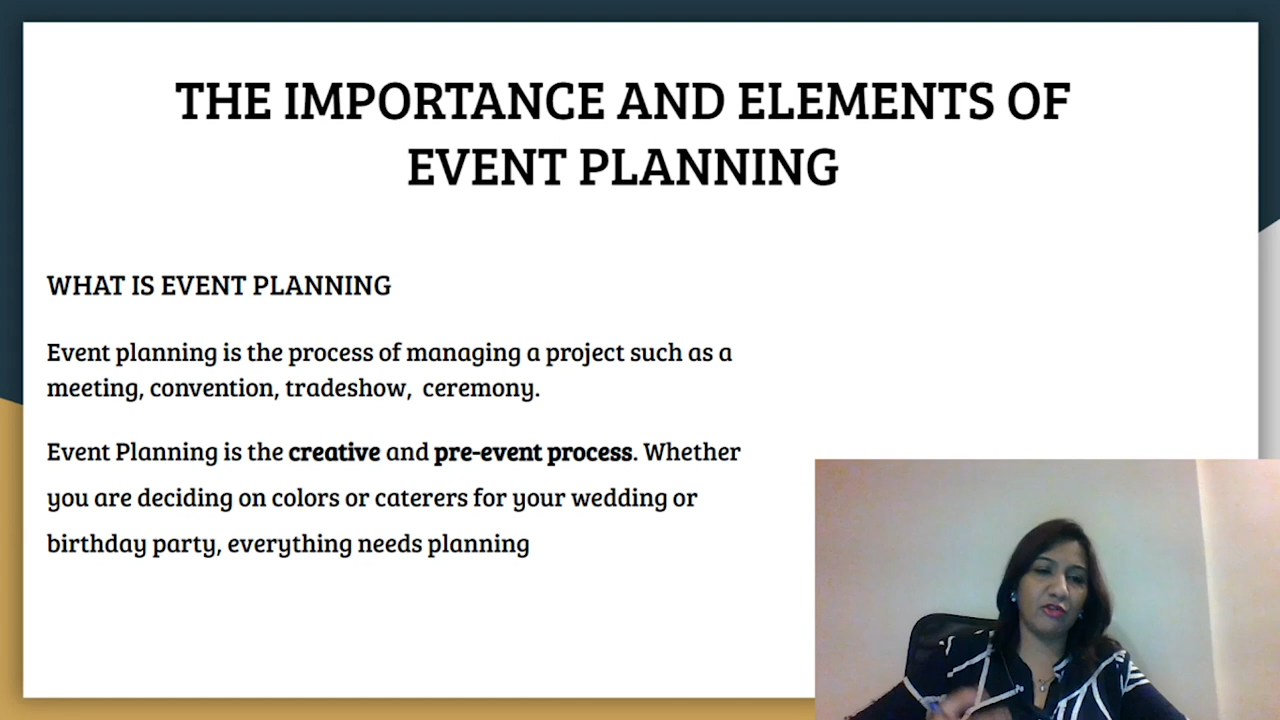 THE IMPORTANCE AND ELEMENTS OF
EVENT PLANNING
WHAT IS EVENT PLANNING
Event planning is the process of managing a project such as a
meeting, convention, tradeshow,  ceremony.
Event Planning is the creative and pre-event process. Whether
you are deciding on colors or caterers for your wedding or
birthday party, everything needs planning